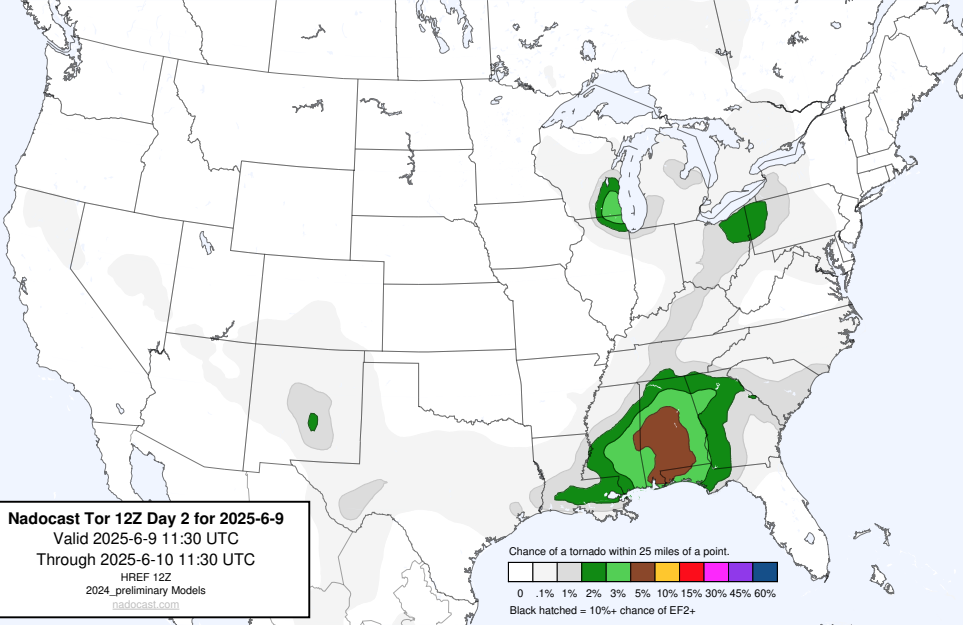 Nadocast Tor 12Z Day 2 for 2025-6-9
Valid 2025-6-9 11:30 UTC
Through 2025-6-10 11:30 UTC
HREF 12Z
2024_preliminary Models
nadocast.com
Chance of a tornado within 25 miles of a point.
0 .1% 1% 2% 3% 5% 10% 15% 30% 45% 60%
Black hatched = 10%+ chance of EF2+